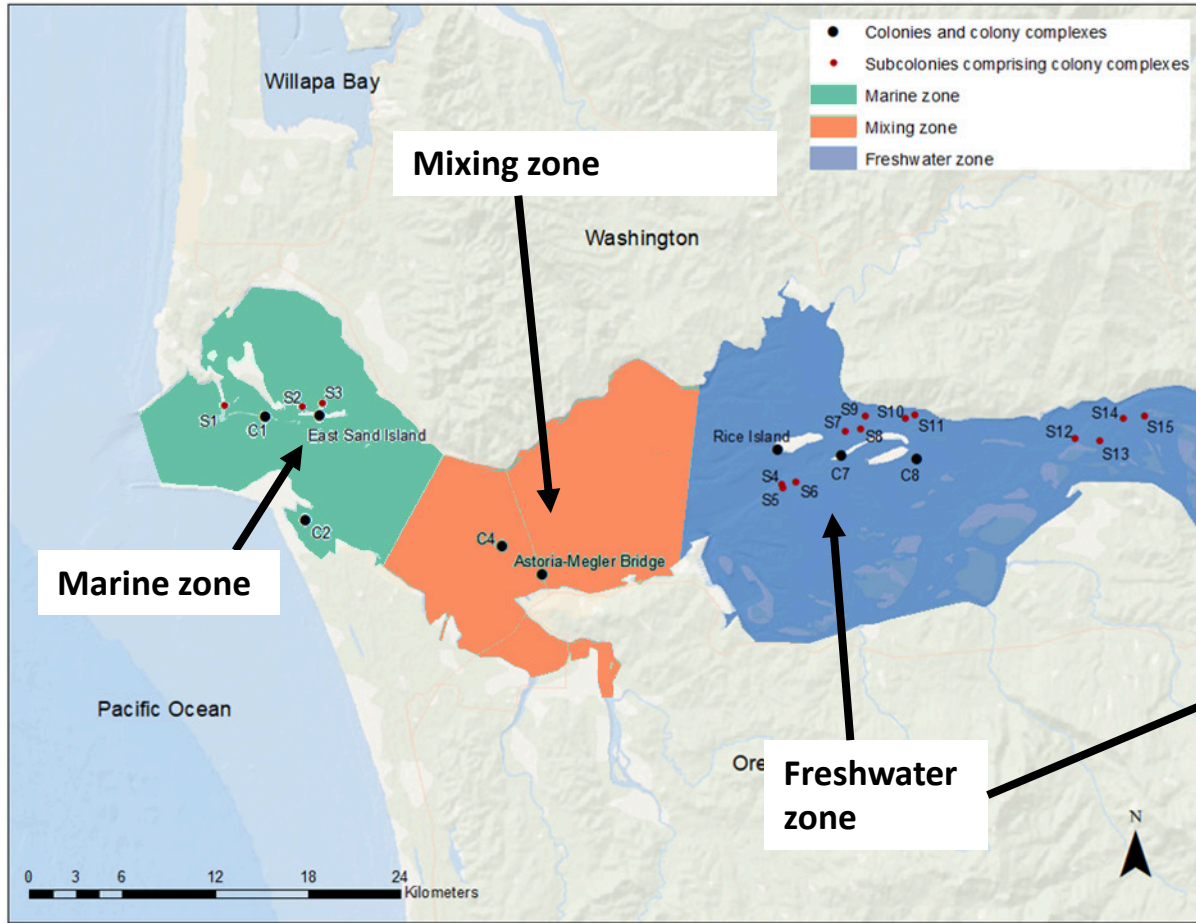 Willapa Bay
Colonies and colony complexes
Subcolonies comprising colony complexes
Marine zone
Mixing zone
Freshwater zone
Mixing zone
Washington
S1
C1
S2
S3
East Sand Island
C2
Marine zone
C4
Astoria-Megler Bridge
Rice Island
S4
S5
S6
S7
S8
S9
S10
S11
C7
C8
S12
S13
S14
S15
Pacific Ocean
Ore
Freshwater
zone
N
0 3 6 12 18 24
Kilometers